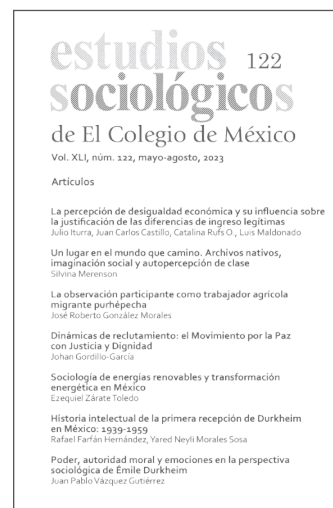 estudios 122
sociológicos
de El Colegio de México
Vol. XLI, núm. 122, mayo-agosto, 2023
Artículos
La percepción de desigualdad económica y su influencia sobre
la justificación de las diferencias de ingreso legítimas
Julio Iturra, Juan Carlos Castillo, Catalina Rufs O., Luis Maldonado
Un lugar en el mundo que camino. Archivos nativos,
imaginación social y autopercepción de clase
Silvina Merenson
La observación participante como trabajador agrícola
migrante purhépecha
José Roberto González Morales
Dinámicas de reclutamiento: el Movimiento por la Paz
con Justicia y Dignidad
Johan Gordillo-García
Sociología de energías renovables y transformación
energética en México
Ezequiel Zárate Toledo
Historia intelectual de la primera recepción de Durkheim
en México: 1939-1959
Rafael Farfán Hernández, Yared Neyli Morales Sosa
Poder, autoridad moral y emociones en la perspectiva
sociológica de Émile Durkheim
Juan Pablo Vázquez Gutiérrez